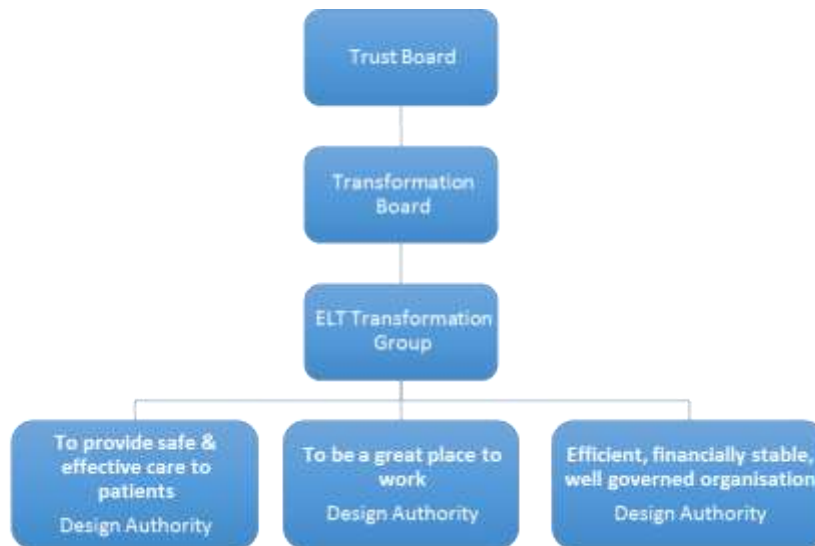 Trust Board
Transformation
Board
ELT Transformation
Group
To provide safe &
effective care to
patients
Design Authority
To be a great place to
work
Design Authority
Efficient, financially stable,
well governed organisation
Design Authority